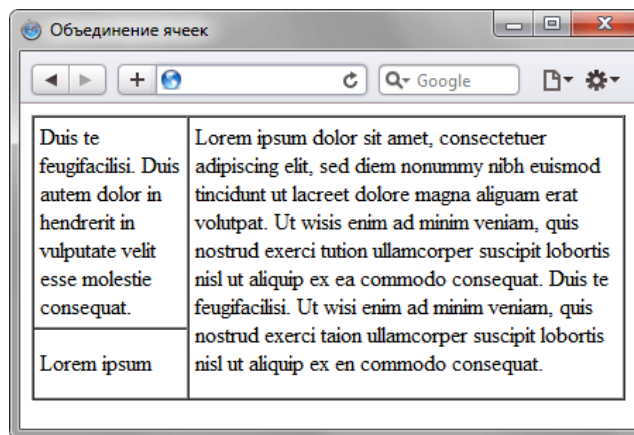 Объединение ячеек
Google
Duis te
feugifacilisi. Duis
autem dolor in
hendrerit in
vulputate velit
esse molestie
consequat.
Lorem ipsum
Lorem ipsum dolor sit amet, consectetuer
adipiscing elit, sed diem nonummy nibh euismod
tincidunt ut lacreet dolore magna aliguam erat
volutpat. Ut wisis enim ad minim veniam, quis
nostrud exerci tution ullamcorper suscipit lobortis
nisl ut aliquip ex ea commodo consequat. Duis te
feugifacilisi. Ut wisi enim ad minim veniam, quis
nostrud exerci taion ullamcorper suscipit lobortis
nisl ut aliquip ex en commodo consequat.